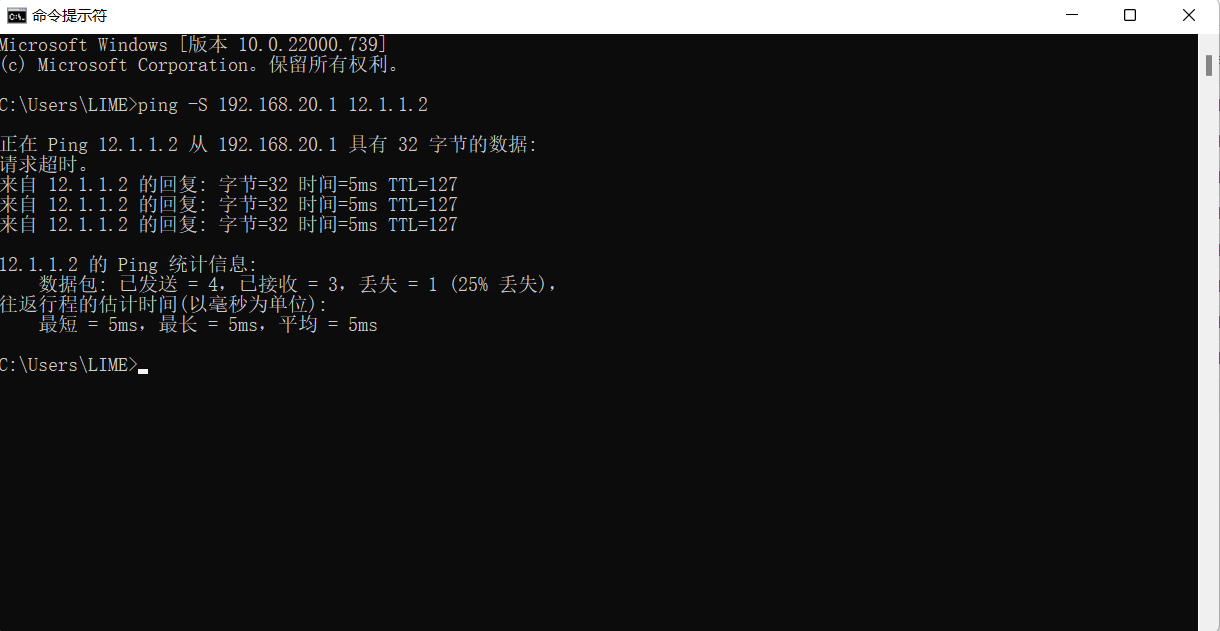 命令提示符
Microsoft Windows [版本 10.0.22000.739]
(c) Microsoft Corporation。保留所有权利。
C:\Users\LIME>ping -S 192.168.20.1 12.1.1.2
正在 Ping 12.1.1.2 从 192.168.20.1 具有 32 字节的数据:
请求超时。
来自 12.1.1.2 的回复: 字节=32 时间=5ms TTL=127
来自 12.1.1.2 的回复: 字节=32 时间=5ms TTL=127
来自 12.1.1.2 的回复: 字节=32 时间=5ms TTL=127
12.1.1.2 的 Ping 统计信息:
数据包: 已发送 = 4，已接收 = 3，丢失 = 1 (25% 丢失)，
往返行程的估计时间(以毫秒为单位):
最短 = 5ms，最长 = 5ms，平均 = 5ms
C:\Users\LIME>